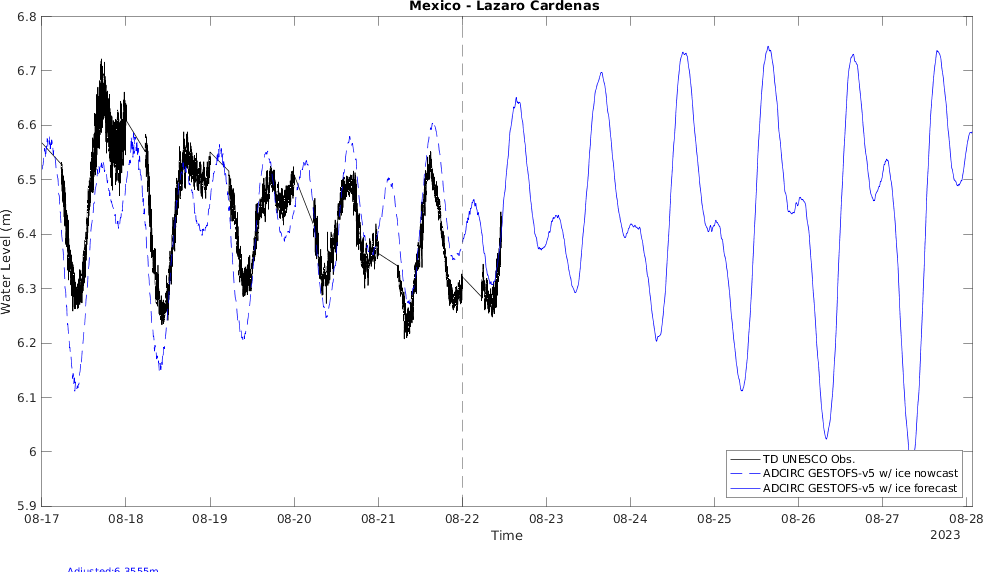 Mexico - Lazaro Cardenas
6.8
6.7
6.6
6.5
6.4
6.3
6.2
6.1
6
5.9
Water Level (m)
TD UNESCO Obs.
ADCIRC GESTOFS-v5 w/ ice nowcast
ADCIRC GESTOFS-v5 w/ ice forecast
08-17 08-18 08-19 08-20 08-21 08-22 08-23 08-24 08-25 08-26 08-27 08-28
Time
2023
Adjusted:6.3555m